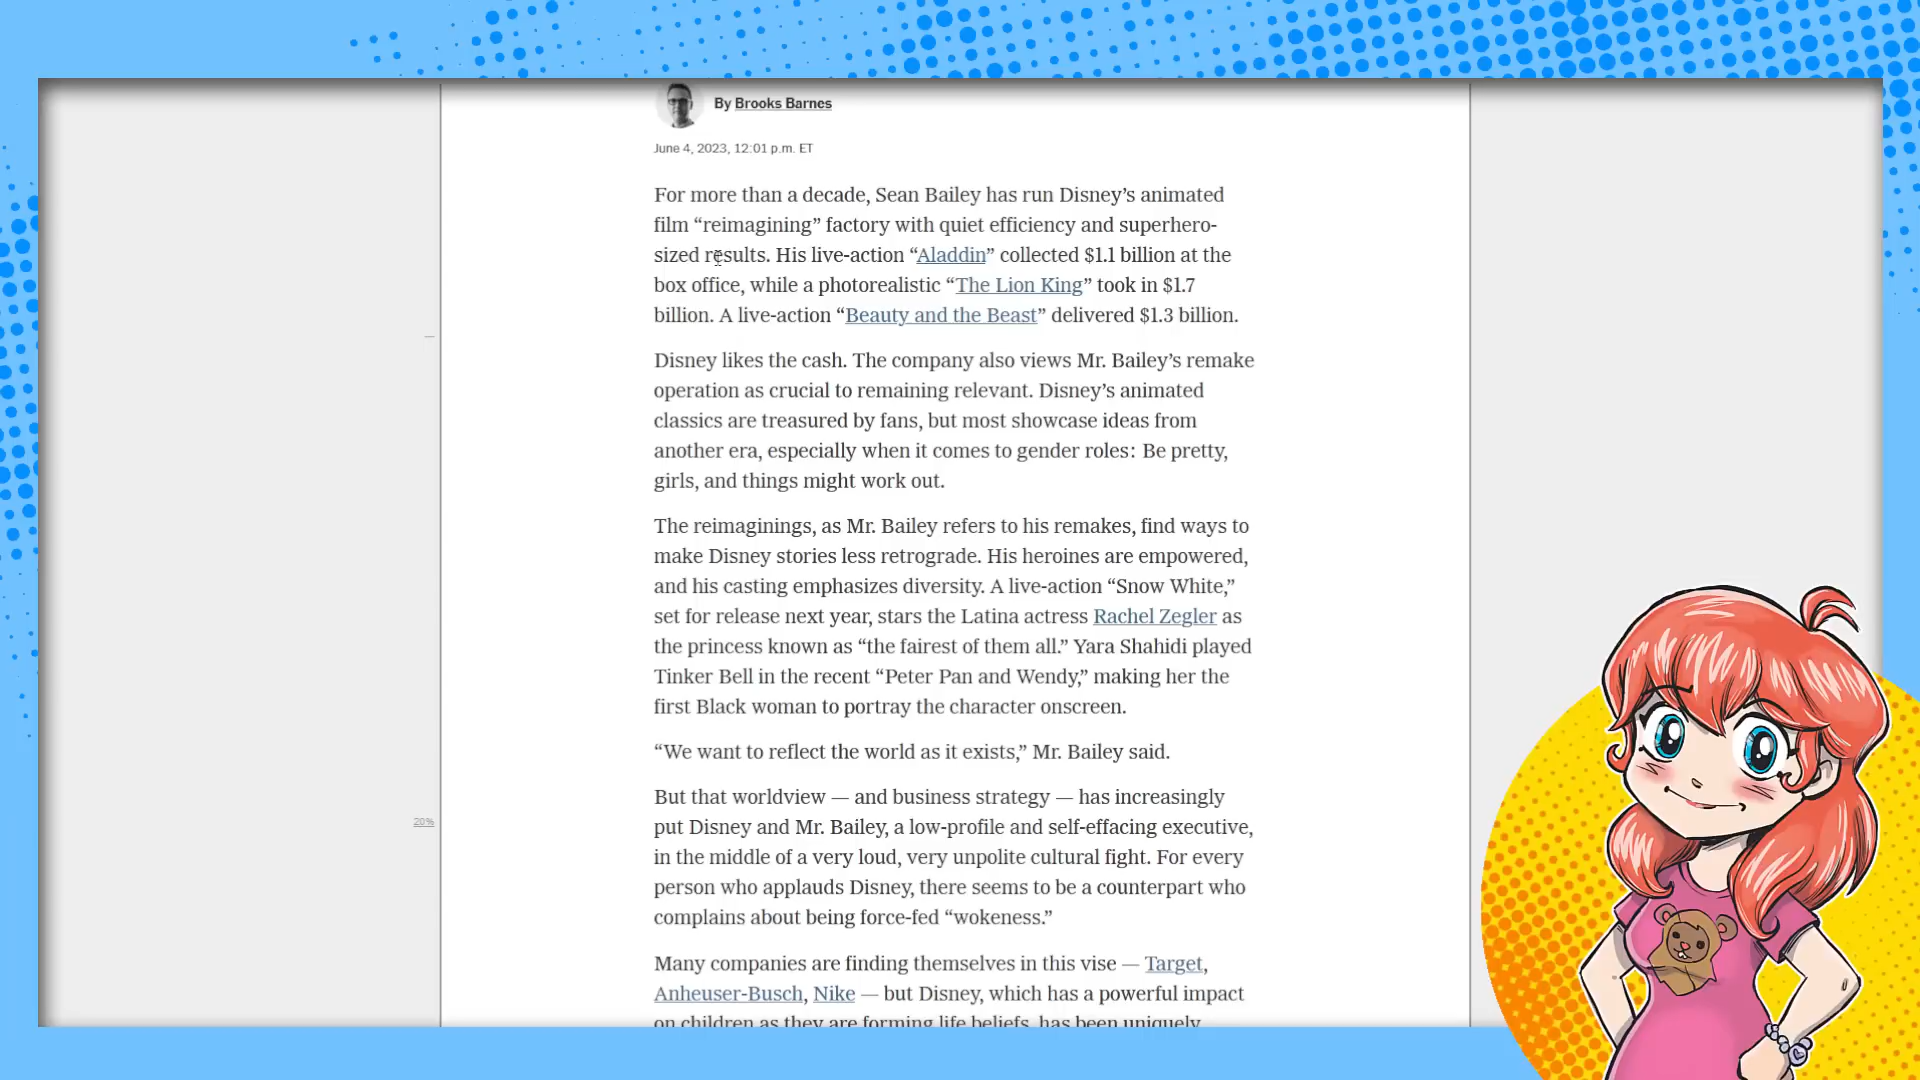 By Brooks Barnes
June 4, 2023, 12:01 p.m. ET
For more than a decade, Sean Bailey has run Disney’s animated
film “reimagining” factory with quiet efficiency and superhero-
sized results. His live-action “Aladdin” collected $1.1 billion at the
box office, while a photorealistic “The Lion King” took in $1.7
billion. A live-action “Beauty and the Beast” delivered $1.3 billion.
Disney likes the cash. The company also views Mr. Bailey’s remake
operation as crucial to remaining relevant. Disney’s animated
classics are treasured by fans, but most showcase ideas from
another era, especially when it comes to gender roles: Be pretty,
girls, and things might work out.
The reimaginings, as Mr. Bailey refers to his remakes, find ways to
make Disney stories less retrograde. His heroines are empowered,
and his casting emphasizes diversity. A live-action “Snow White,”
set for release next year, stars the Latina actress Rachel Zegler as
the princess known as “the fairest of them all.” Yara Shahidi played
Tinker Bell in the recent “Peter Pan and Wendy,” making her the
first Black woman to portray the character onscreen.
“We want to reflect the world as it exists,” Mr. Bailey said.
But that worldview — and business strategy — has increasingly
20%
put Disney and Mr. Bailey, a low-profile and self-effacing executive,
in the middle of a very loud, very unpolite cultural fight. For every
person who applauds Disney, there seems to be a counterpart who
complains about being force-fed “wokeness.”
Many companies are finding themselves in this vise — Target,
Anheuser-Busch, Nike — but Disney, which has a powerful impact
on children as they are forming life beliefs, has been uniquely